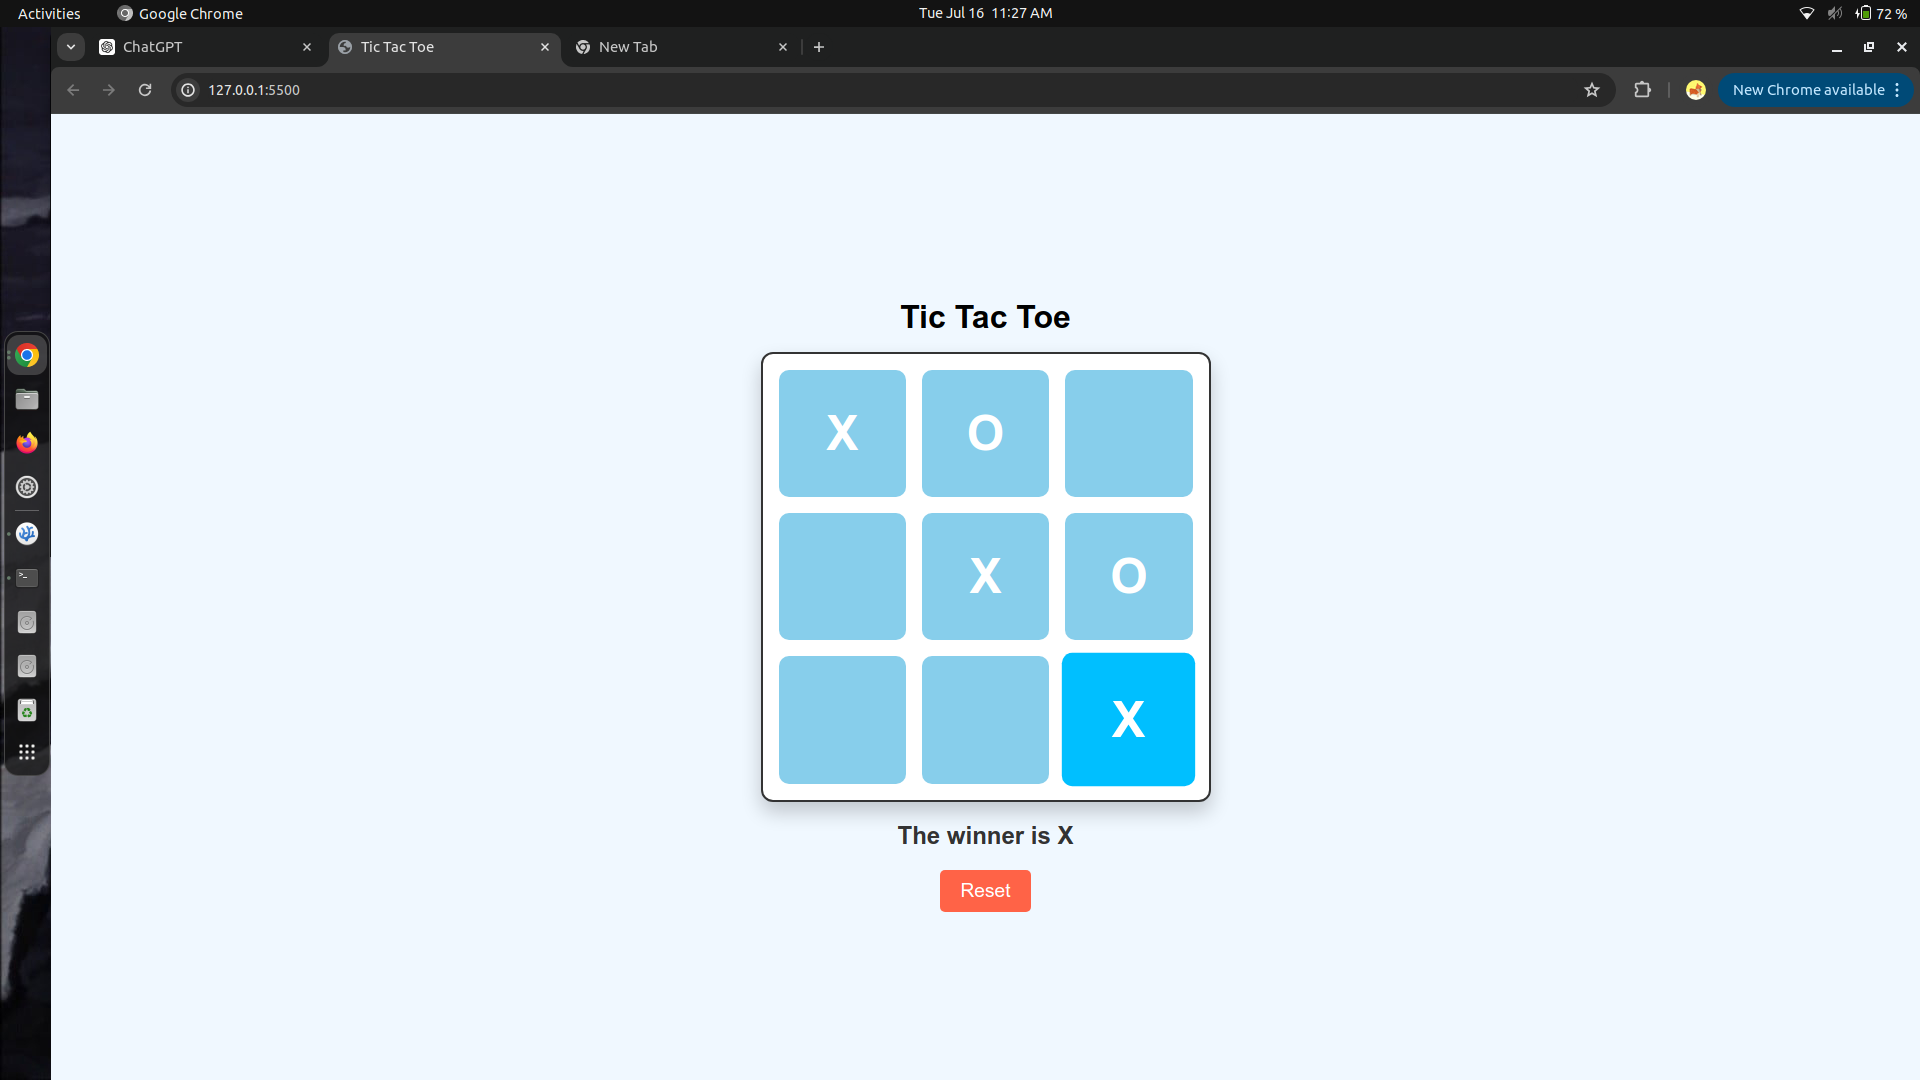 Activities Google Chrome Tue Jul 16 11:27 AM 72 %
ChatGPT Tic Tac Toe New Tab
127.0.0.1:5500 New Chrome available
Tic Tac Toe
X O
X O
X
The winner is X
Reset